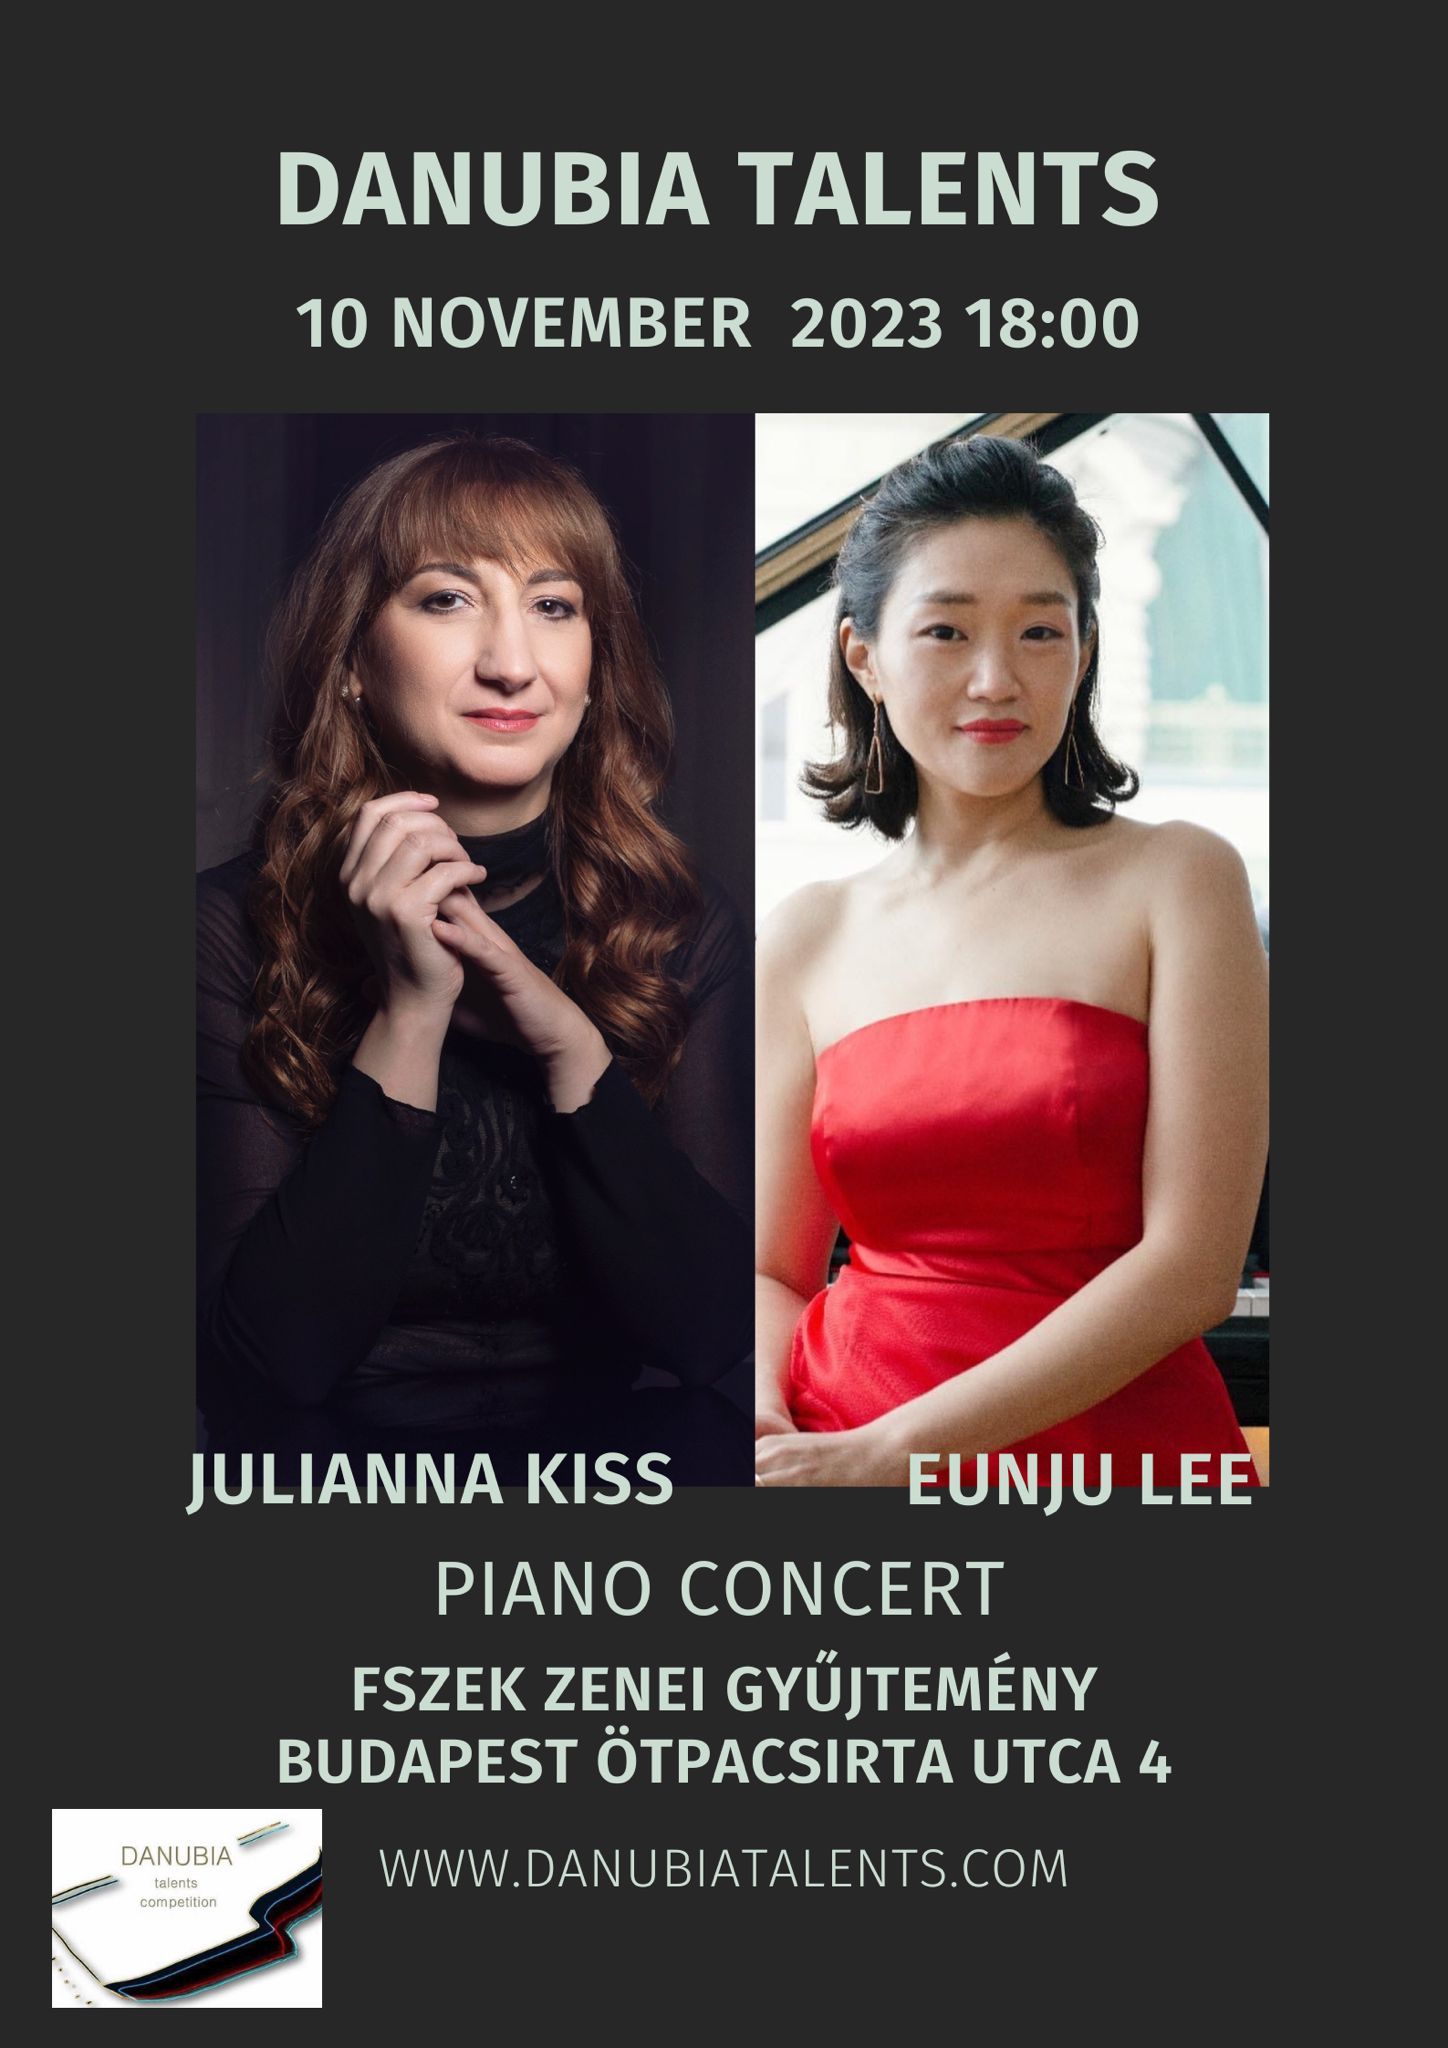 DANUBIA TALENTS
10 NOVEMBER 2023 18:00
JULIANNA KISS
EUNJU LEE
PIANO CONCERT
FSZEK ZENEI GYŰJTEMÉNY
BUDAPEST ÖTPACSIRTA UTCA 4
DANUBIA
talents
competition
WWW.DANUBIATALENTS.COM